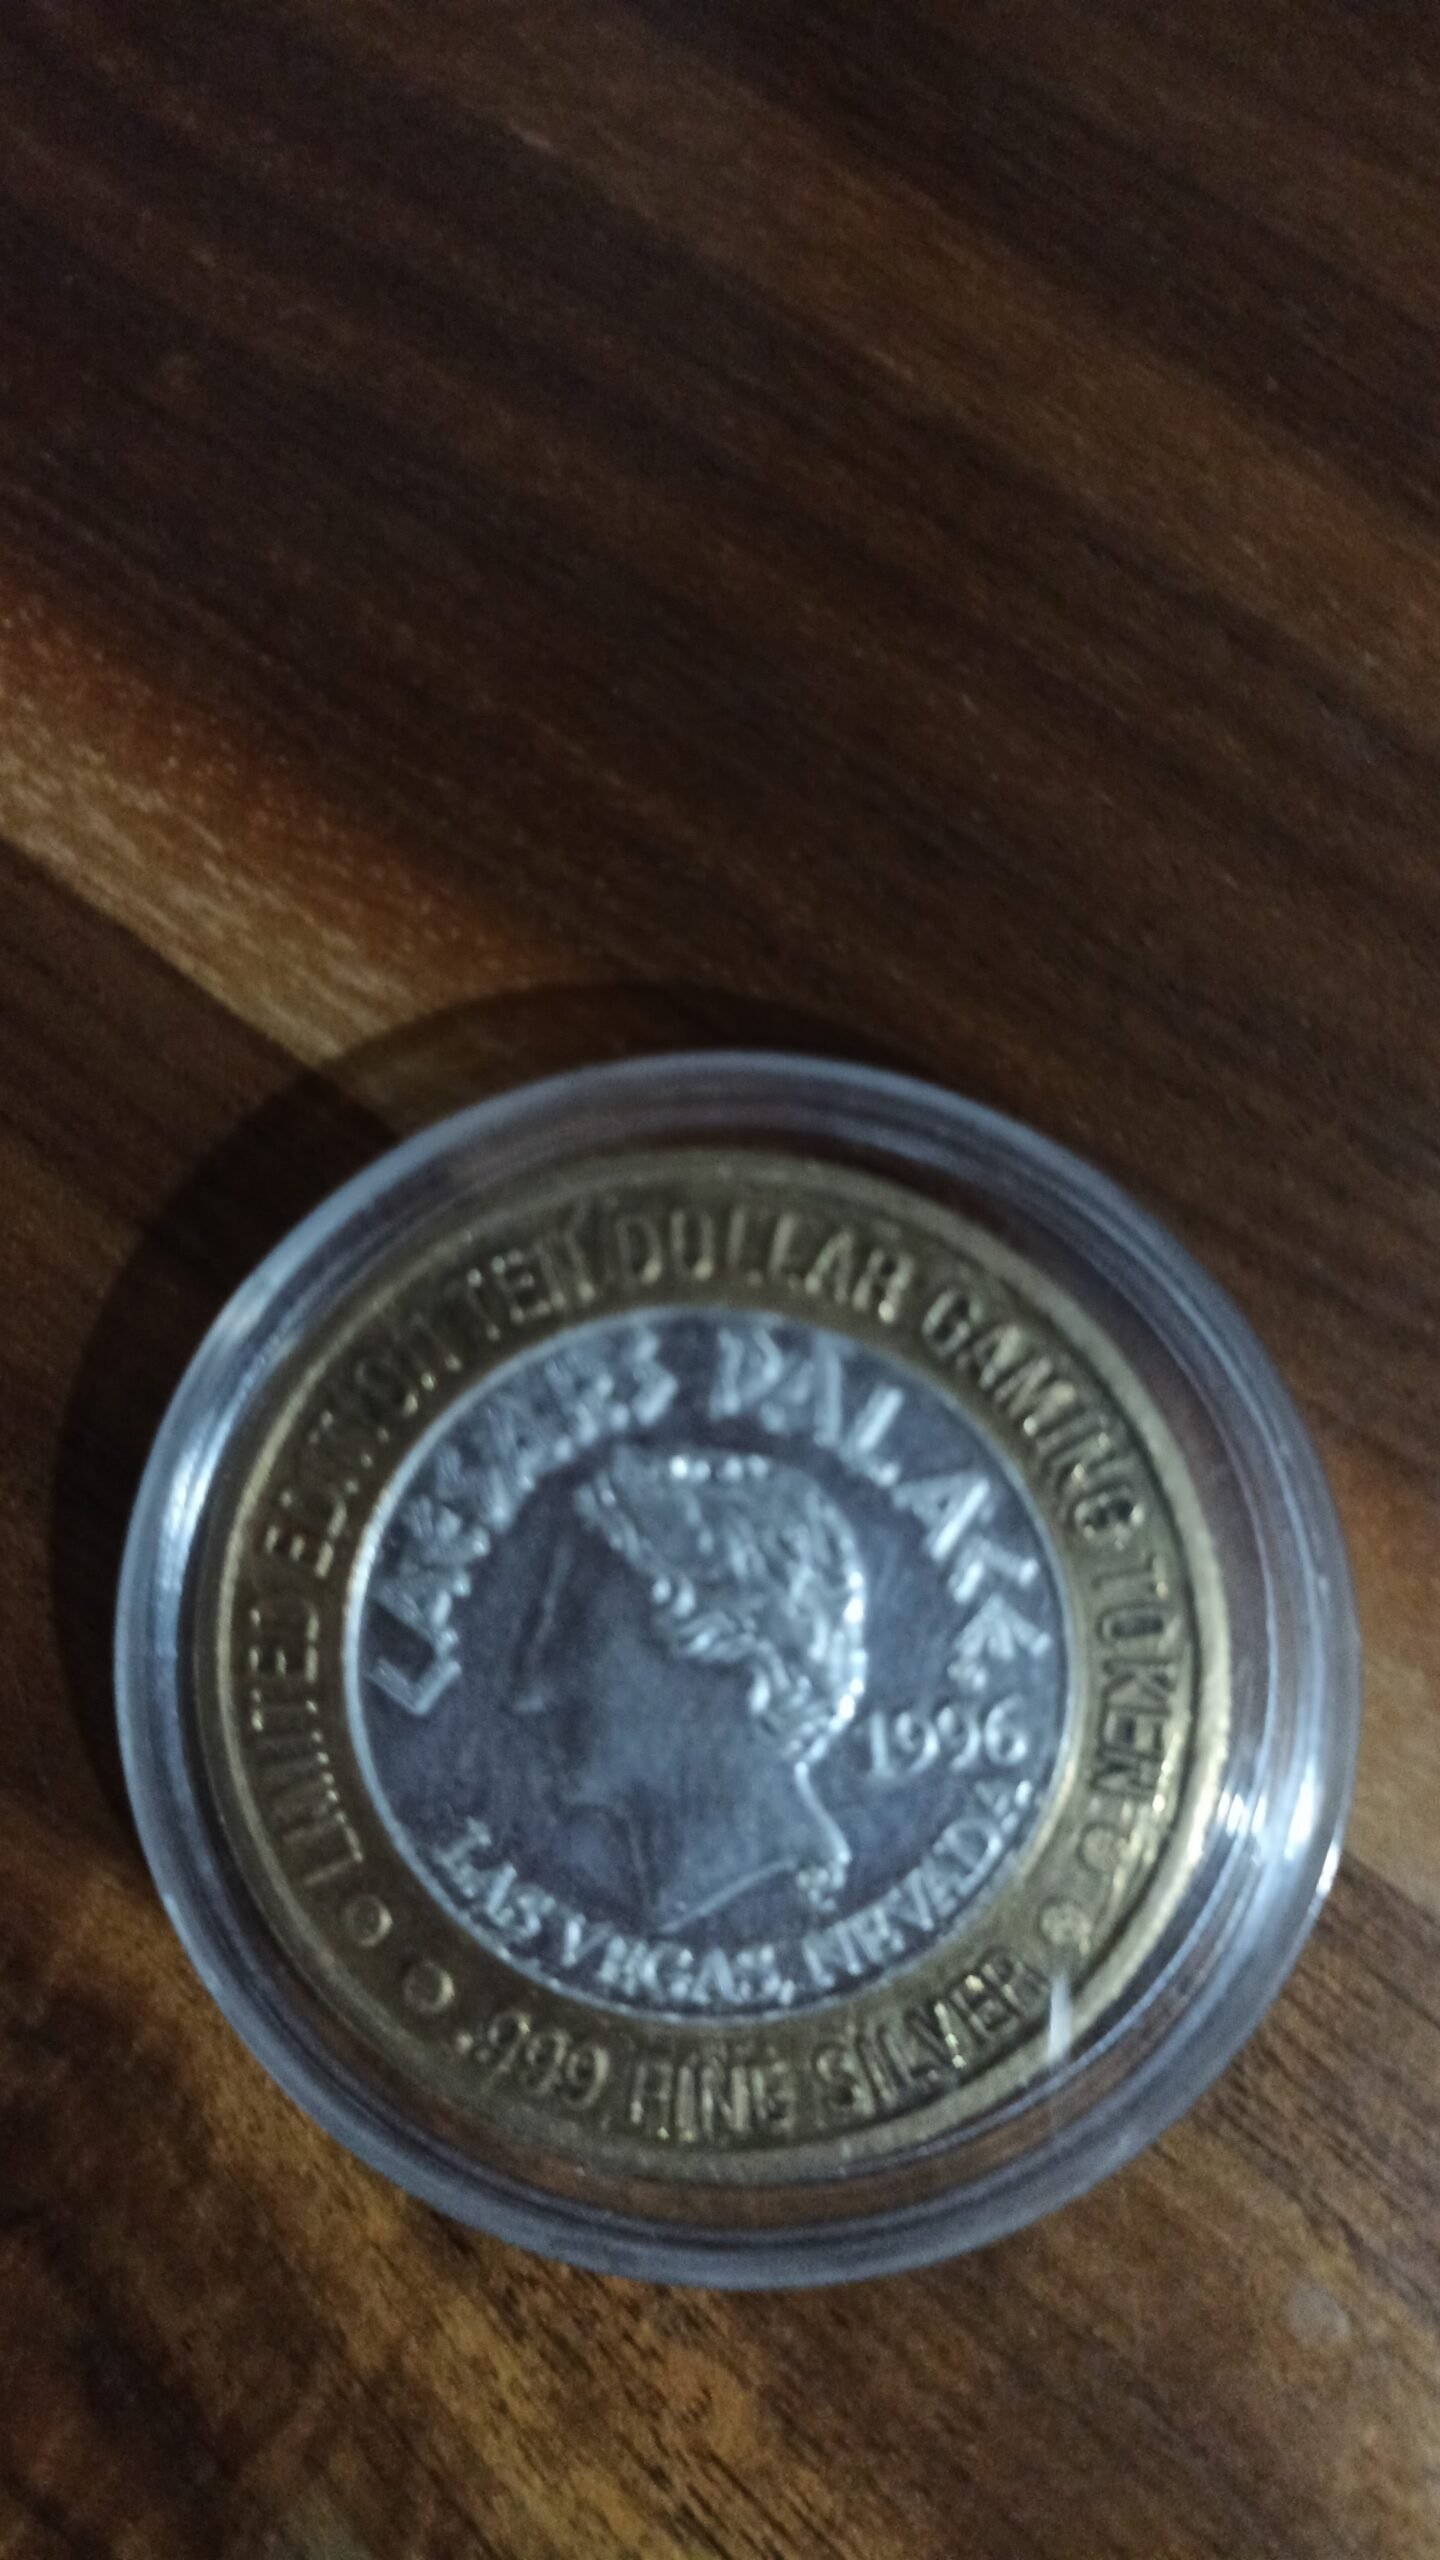 LIMITED EDITION TEN DOLLAR GAMING TOKEN
CAESARS PALACE
1996
LAS VEGAS, NEVADA
.999 FINE SILVER